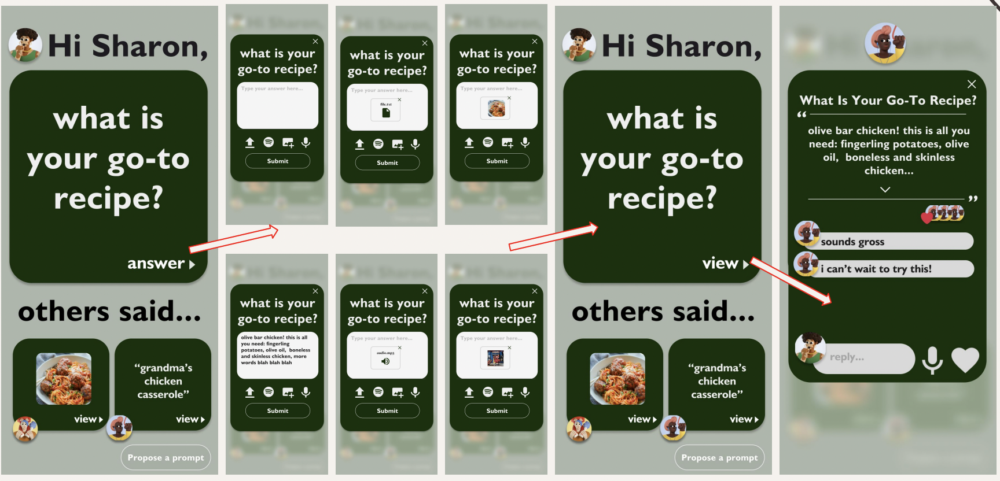 Hi Sharon,
what is
your go-to
recipe?
answer
others said...
“grandma’s
chicken
casserole”
view
view
Propose a prompt
what is your
go-to recipe?
Type your answer here...
Submit
what is your
go-to recipe?
Type your answer here...
file.txt
Submit
what is your
go-to recipe?
Type your answer here...
Submit
what is your
go-to recipe?
olive bar chicken! this is all
you need: fingerling
potatoes, olive oil, boneless
and skinless chicken, more
words blah blah blah
Submit
what is your
go-to recipe?
Type your answer here...
audio.mp3
Submit
what is your
go-to recipe?
Type your answer here...
Submit
Hi Sharon,
what is
your go-to
recipe?
view
others said...
“grandma’s
chicken
casserole”
view
view
Propose a prompt
What Is Your Go-To Recipe?
“
olive bar chicken! this is all you
need: fingerling potatoes, olive
oil, boneless and skinless
chicken...
”
sounds gross
i can’t wait to try this!
reply...